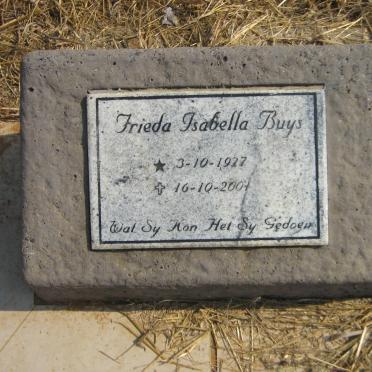 Frieda Isabella Buys
★ 3-10-1927
✝ 16-10-2001
Wat Sy Kon Het Sy Gedoen